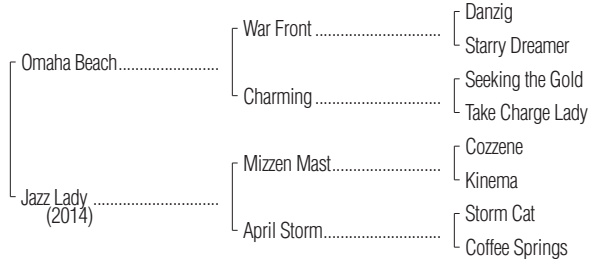 Danzig
War Front
Starry Dreamer
Omaha Beach
Seeking the Gold
Charming
Take Charge Lady
Cozzene
Mizzen Mast
Kinema
Jazz Lady
(2014)
Storm Cat
April Storm
Coffee Springs